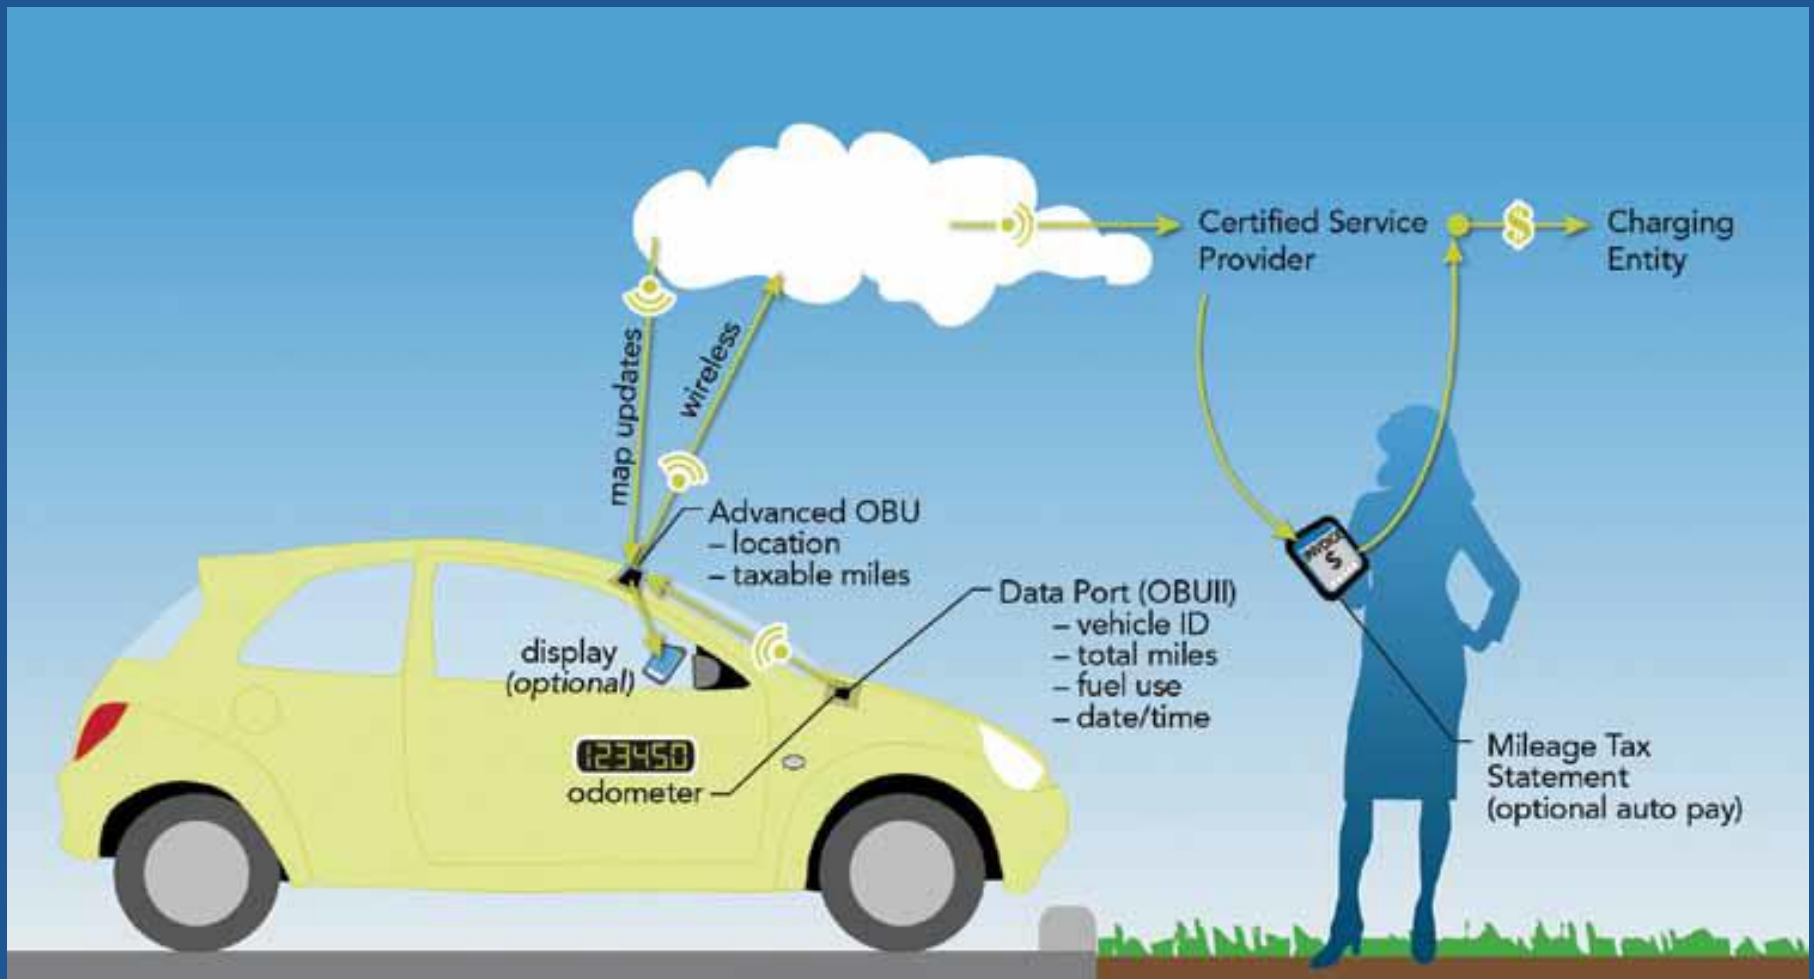 Certified Service
Provider
$
Charging
Entity
map updates
wireless
Advanced OBU
– location
– taxable miles
Data Port (OBUII)
– vehicle ID
– total miles
– fuel use
– date/time
INVOICE
$
display
(optional)
123450
odometer
Mileage Tax
Statement
(optional auto pay)